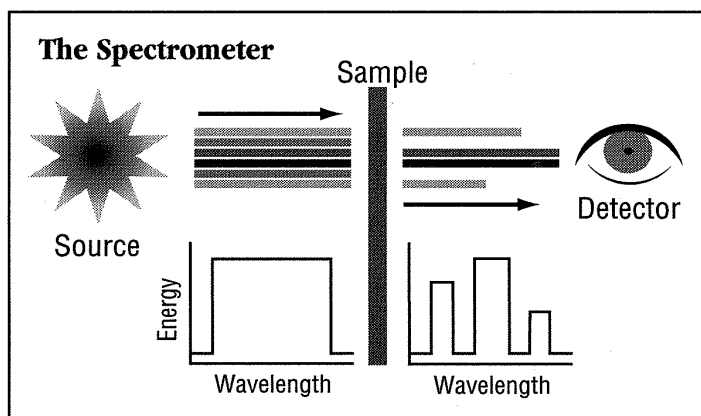 The Spectrometer
Sample
Source
Detector
Energy
Wavelength
Wavelength